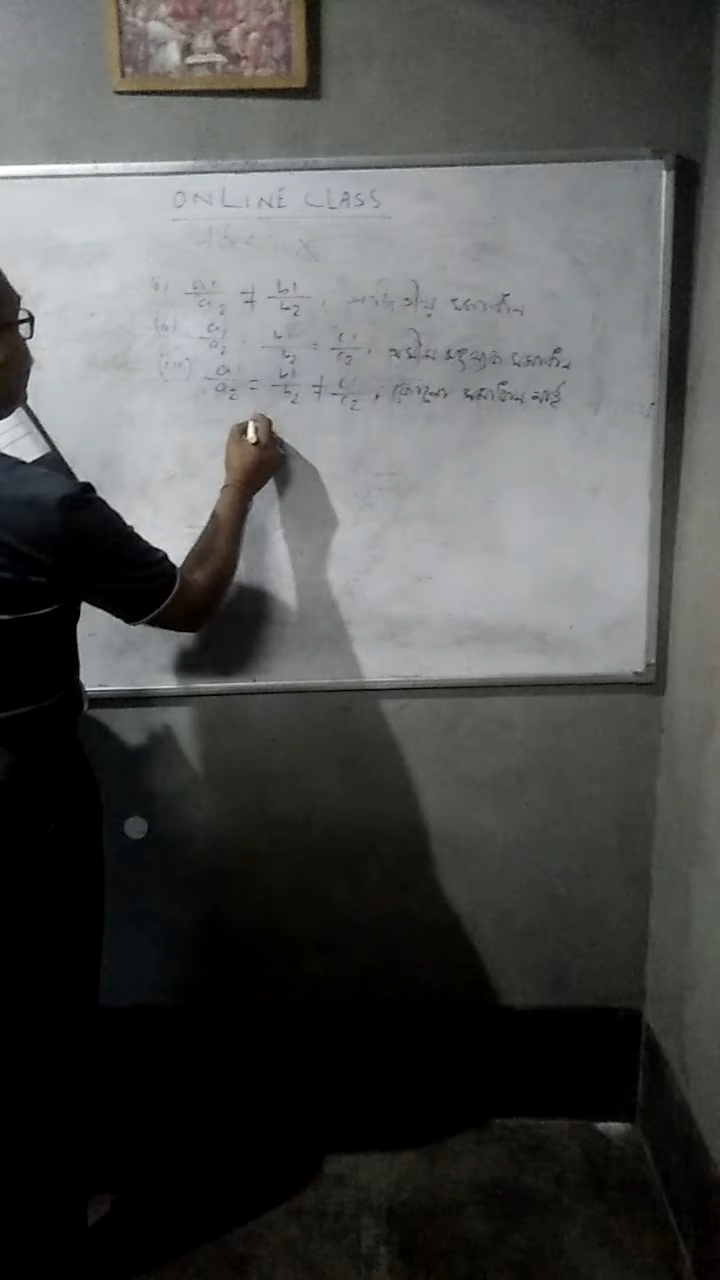 ONLINE CLASS
(i) a1/a2 ≠ b1/b2, সমাধান
(ii) a1/a2 = b1/b2 = c1/c2, অসীম সংখ্যক সমাধান
(iii) a1/a2 = b1/b2 ≠ c1/c2, কোনো সমাধান নাই